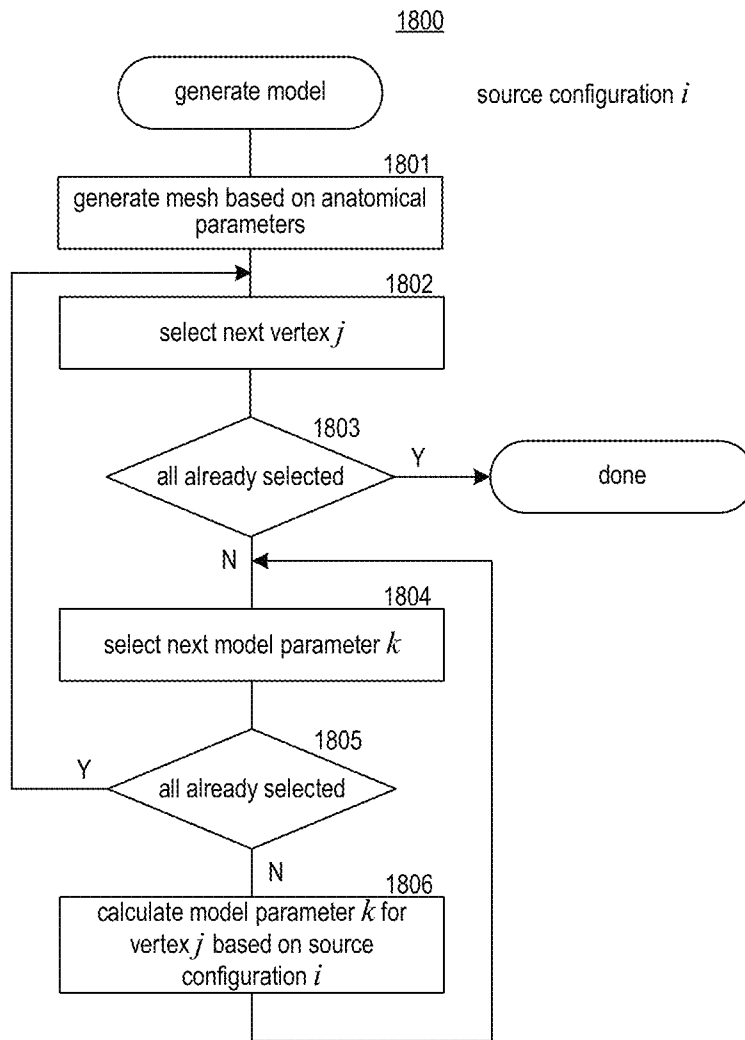 1800
generate model
source configuration i
1801
generate mesh based on anatomical
parameters
1802
select next vertex j
1803
all already selected
Y
done
N
1804
select next model parameter k
1805
Y
all already selected
N
1806
calculate model parameter k for
vertex j based on source
configuration i